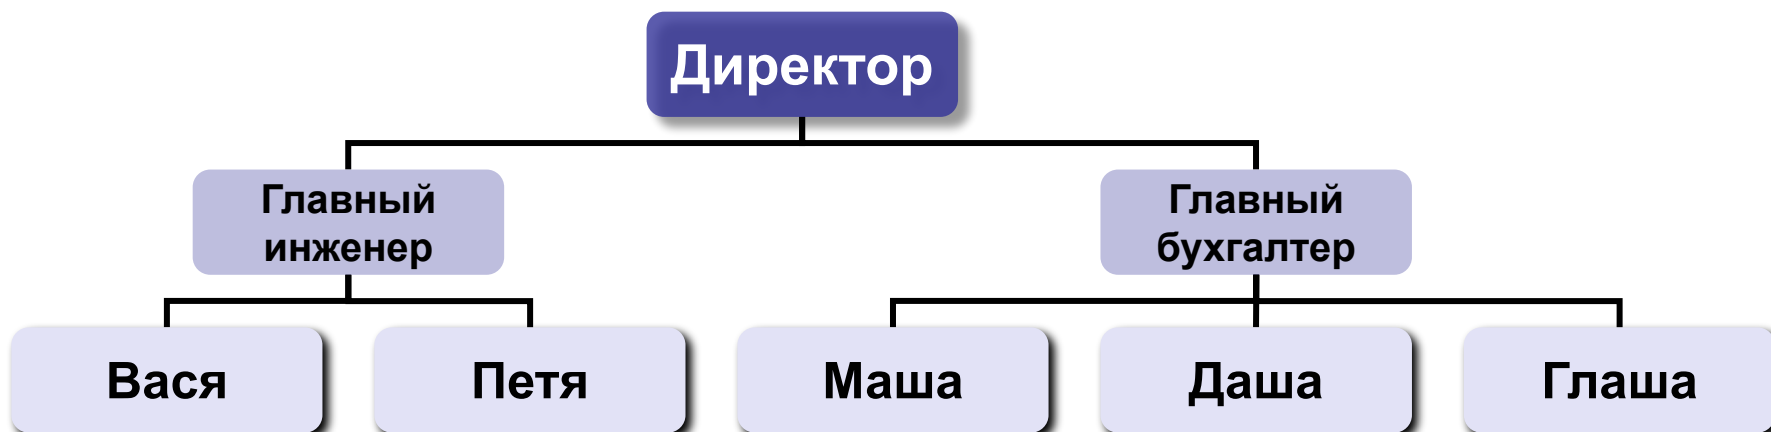 Директор
Главный
инженер
Главный
бухгалтер
Вася
Петя
Маша
Даша
Глаша